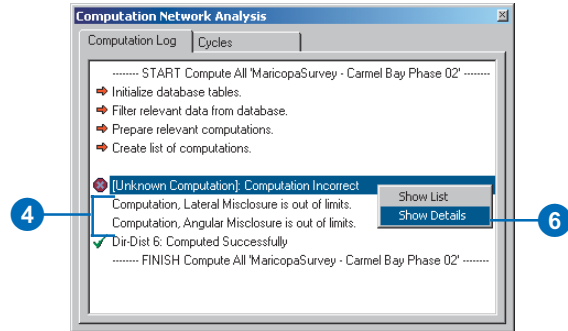 Computation Network Analysis
Computation Log
Cycles
-------- START Compute All 'MaricopaSurvey - Carmel Bay Phase 02' --------
Initialize database tables.
Filter relevant data from database.
Prepare relevant computations.
Create list of computations.
[Unknown Computation]: Computation Incorrect
Show List
Computation, Lateral Misclosure is out of limits.
Show Details
4
6
Computation, Angular Misclosure is out of limits.
Dir-Dist 6: Computed Successfully
-------- FINISH Compute All 'MaricopaSurvey - Carmel Bay Phase 02' --------